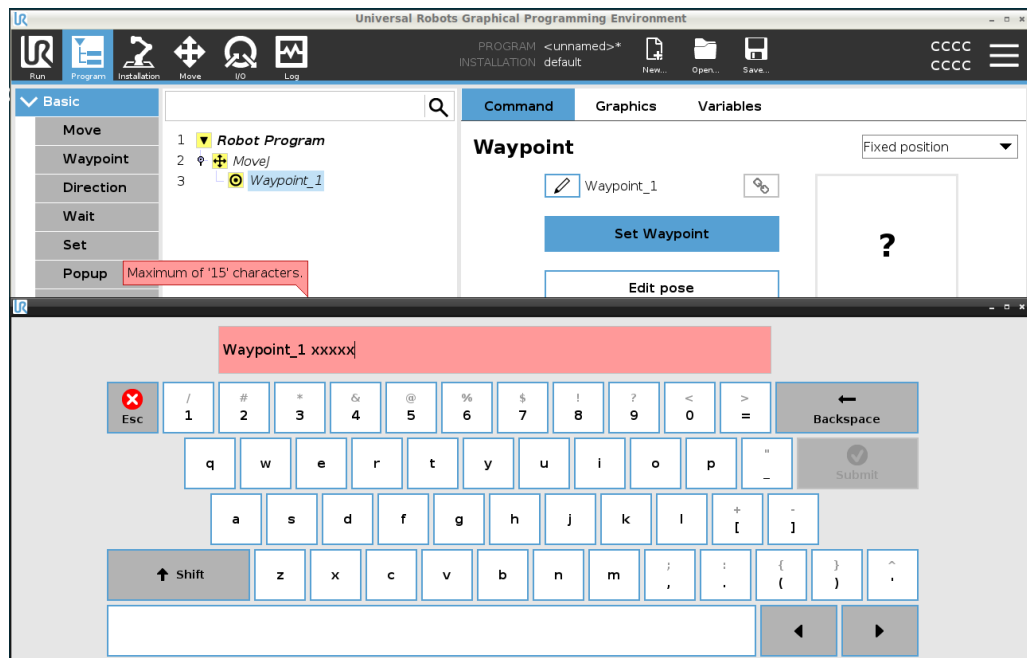 UR Universal Robots Graphical Programming Environment
UR PROGRAM <unnamed>* CCCC
INSTALLATION default CCCC
Run Program Installation Move I/O Log New... Open... Save...
Basic Command Graphics Variables
Move
Waypoint
Direction
Wait
Set
Popup
1 Robot Program
2 MoveJ
3 Waypoint_1
Waypoint Fixed position
Waypoint_1
Set Waypoint
?
Edit pose
Maximum of '15' characters.
UR
Waypoint_1 xxxxx
Esc / 1 # 2 * 3 & 4 @ 5 % 6 $ 7 ! 8 ? 9 < 0 > = Backspace
q w e r t y u i o p " _ Submit
a s d f g h j k l + [ - ]
Shift z x c v b n m ; , : . { ( } ) ^ '